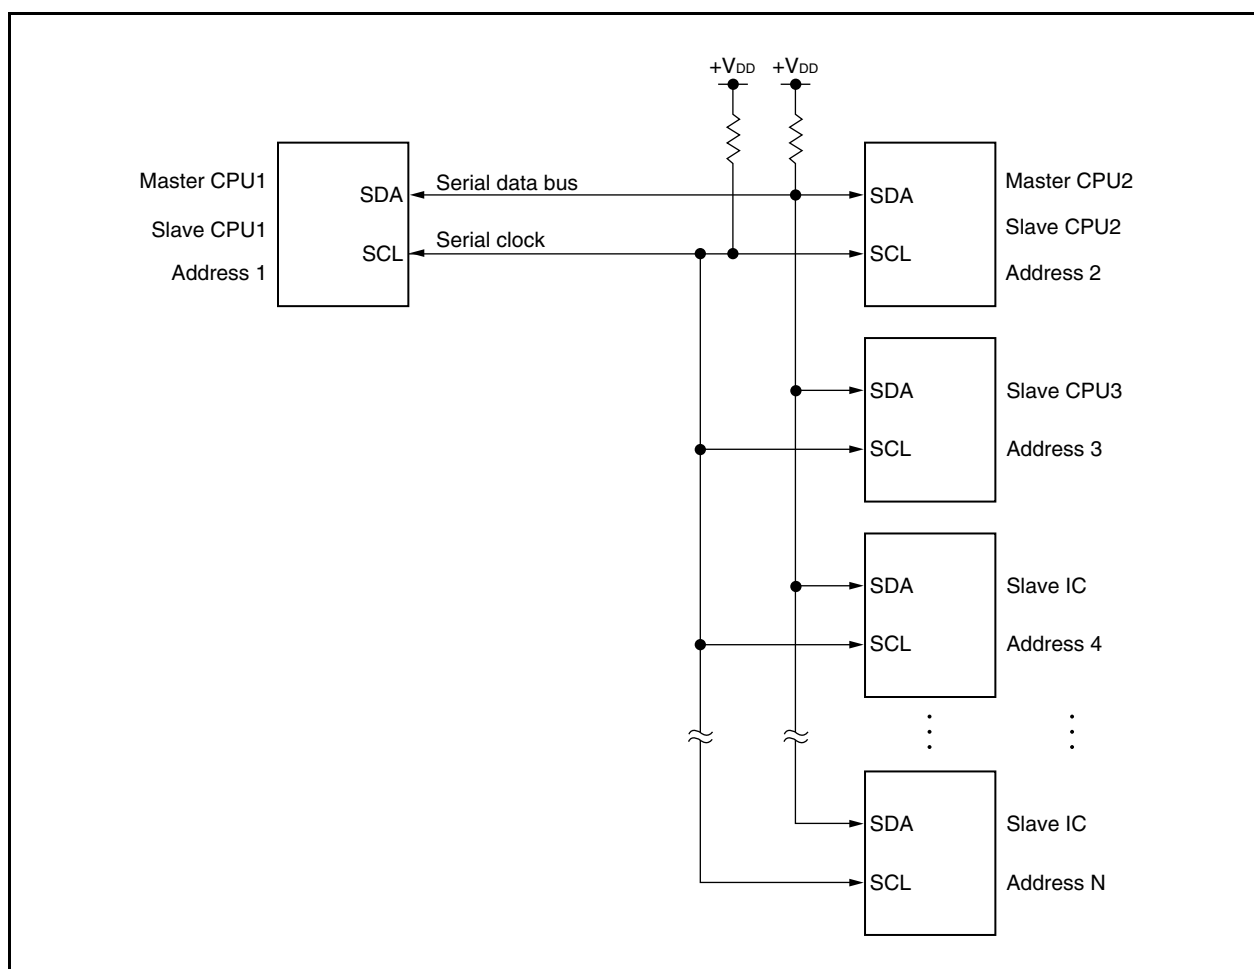 +VDD +VDD
Master CPU1
Slave CPU1
Address 1
SDA
SCL
Serial data bus
Serial clock
SDA
SCL
Master CPU2
Slave CPU2
Address 2
SDA
SCL
Slave CPU3
Address 3
SDA
SCL
Slave IC
Address 4
SDA
SCL
Slave IC
Address N